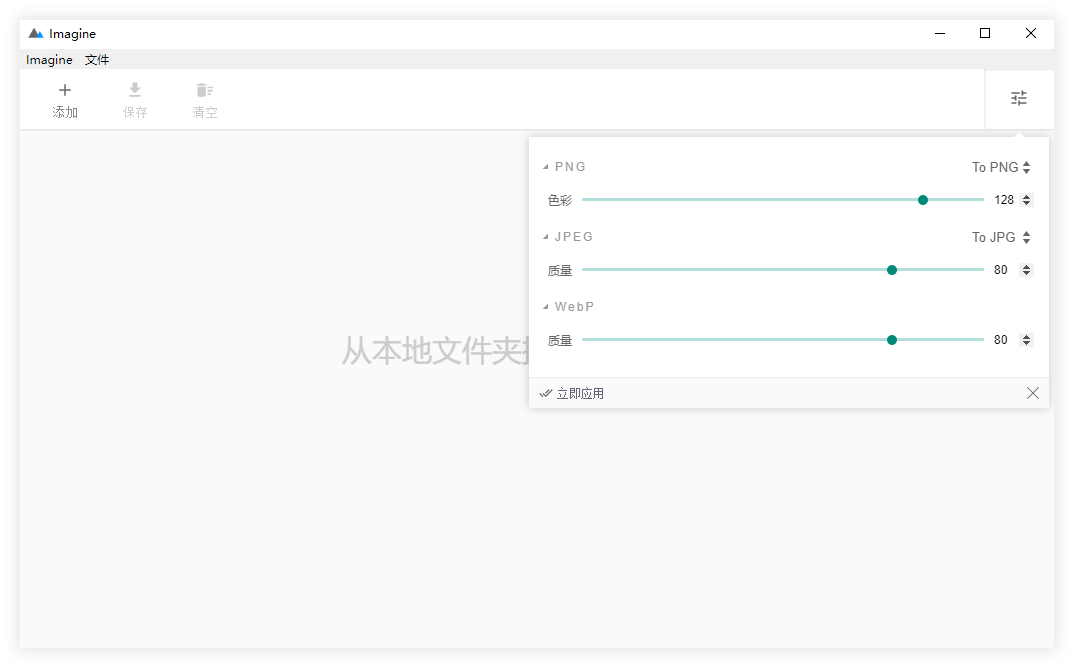 Imagine
Imagine 文件
添加 保存 清空
PNG To PNG
色彩 128
JPEG To JPG
质量 80
WebP
质量 80
从本地文件夹
立即应用